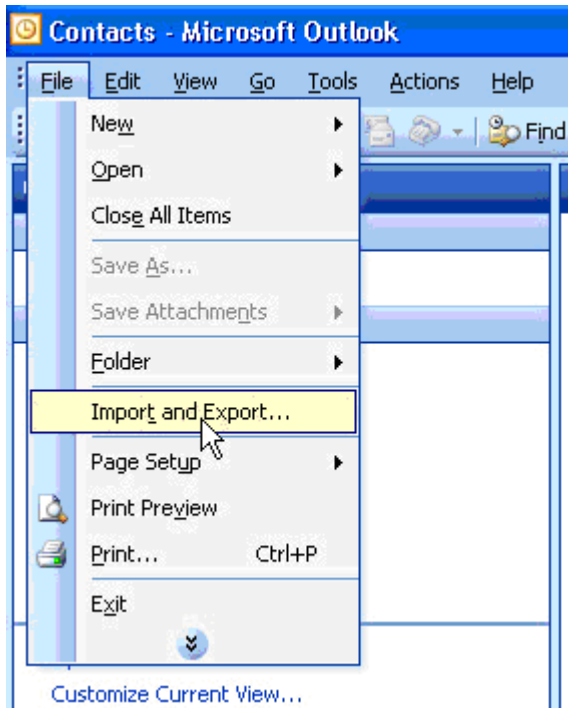 Contacts - Microsoft Outlook
File Edit View Go Tools Actions Help
Find
New
Open
Close All Items
Save As...
Save Attachments
Folder
Import and Export...
Page Setup
Print Preview
Print... Ctrl+P
Exit
Customize Current View...